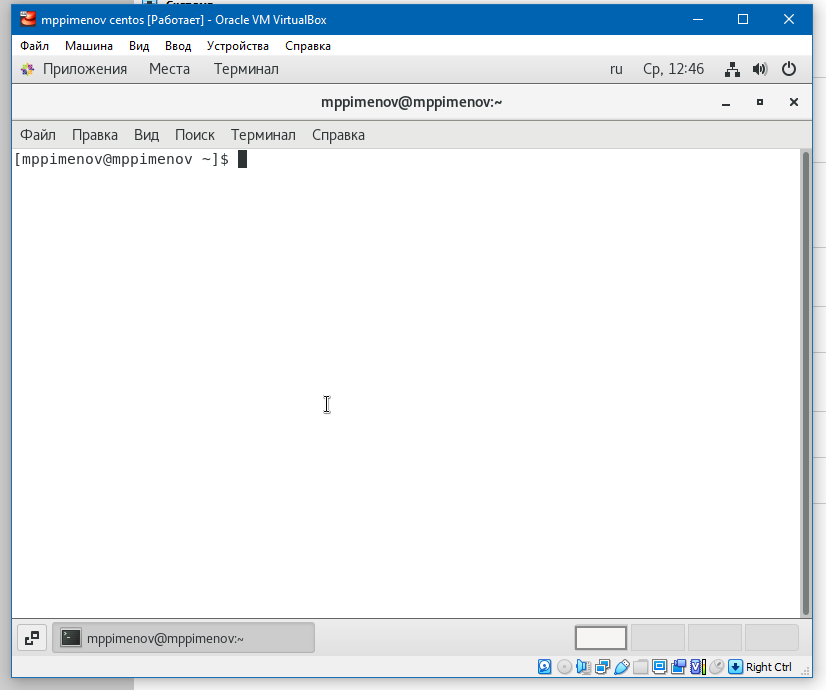 mppimenov centos [Работает] - Oracle VM VirtualBox
Файл Машина Вид Ввод Устройства Справка
Приложения Места Терминал ru Ср, 12:46
mppimenov@mppimenov:~
Файл Правка Вид Поиск Терминал Справка
[mppimenov@mppimenov ~]$
mppimenov@mppimenov:~
Right Ctrl